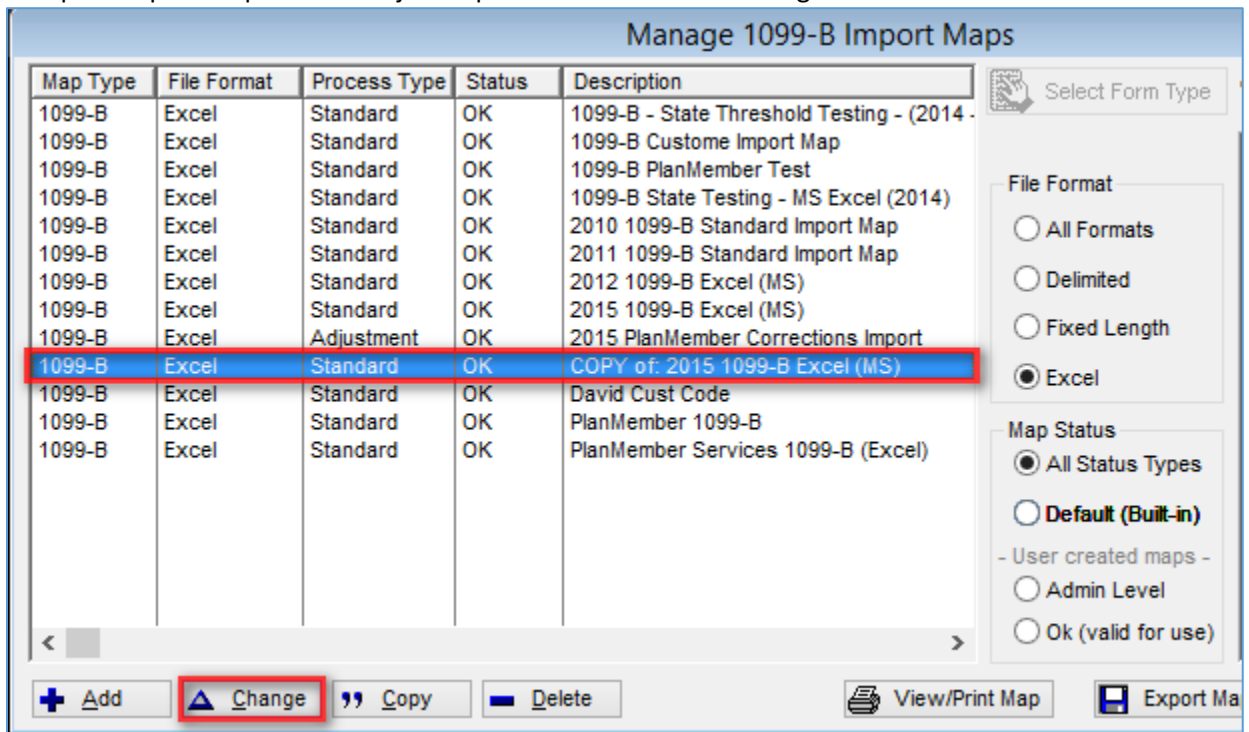 Manage 1099-B Import Maps
Map Type File Format Process Type Status Description
1099-B Excel Standard OK 1099-B - State Threshold Testing - (2014 -
1099-B Excel Standard OK 1099-B Custome Import Map
1099-B Excel Standard OK 1099-B PlanMember Test
1099-B Excel Standard OK 1099-B State Testing - MS Excel (2014)
1099-B Excel Standard OK 2010 1099-B Standard Import Map
1099-B Excel Standard OK 2011 1099-B Standard Import Map
1099-B Excel Standard OK 2012 1099-B Excel (MS)
1099-B Excel Standard OK 2015 1099-B Excel (MS)
1099-B Excel Adjustment OK 2015 PlanMember Corrections Import
1099-B Excel Standard OK COPY of: 2015 1099-B Excel (MS)
1099-B Excel Standard OK David Cust Code
1099-B Excel Standard OK PlanMember 1099-B
1099-B Excel Standard OK PlanMember Services 1099-B (Excel)
Select Form Type
File Format
All Formats
Delimited
Fixed Length
Excel
Map Status
All Status Types
Default (Built-in)
- User created maps -
Admin Level
Ok (valid for use)
Add Change Copy Delete View/Print Map Export Ma